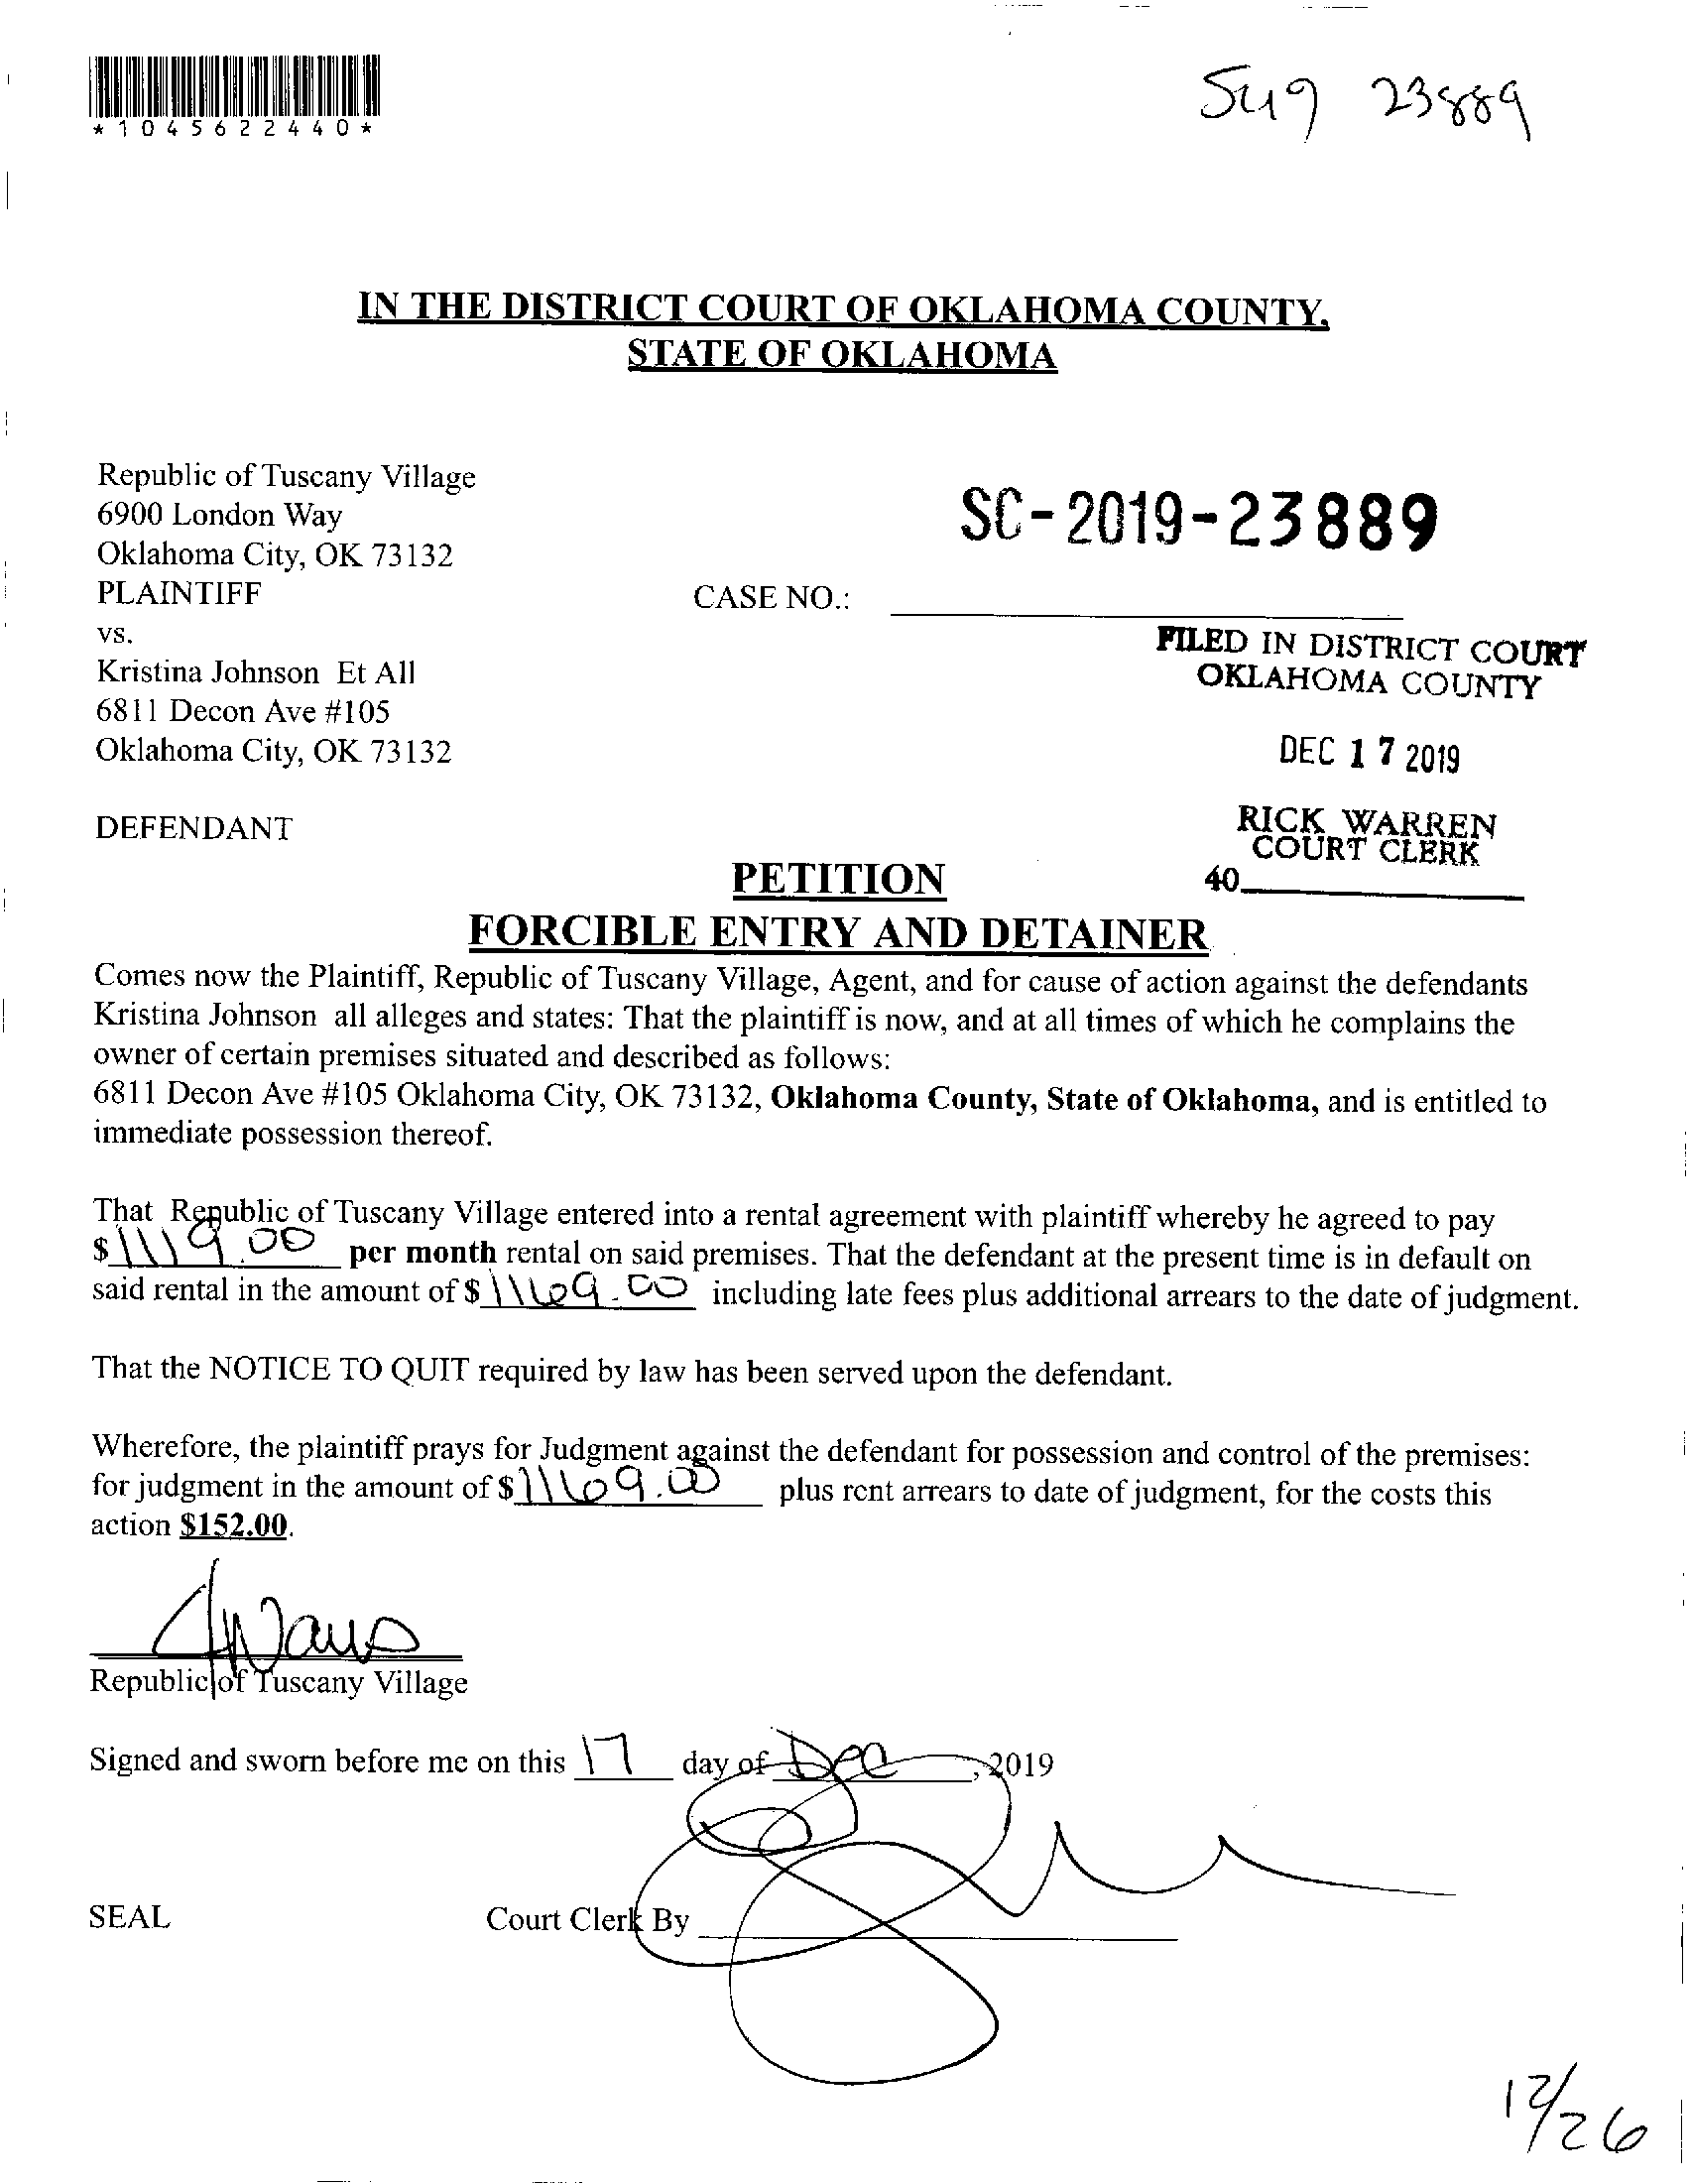 *1045622440*
SC19 23889
IN THE DISTRICT COURT OF OKLAHOMA COUNTY,
STATE OF OKLAHOMA
Republic of Tuscany Village
6900 London Way
Oklahoma City, OK 73132
PLAINTIFF
SC-2019-23889
CASE NO.:
vs.
Kristina Johnson Et All
6811 Decon Ave #105
Oklahoma City, OK 73132
FILED IN DISTRICT COURT
OKLAHOMA COUNTY
DEC 17 2019
RICK WARREN
COURT CLERK
40
DEFENDANT
PETITION
FORCIBLE ENTRY AND DETAINER
Comes now the Plaintiff, Republic of Tuscany Village, Agent, and for cause of action against the defendants
Kristina Johnson all alleges and states: That the plaintiff is now, and at all times of which he complains the
owner of certain premises situated and described as follows:
6811 Decon Ave #105 Oklahoma City, OK 73132, Oklahoma County, State of Oklahoma, and is entitled to
immediate possession thereof.
That Republic of Tuscany Village entered into a rental agreement with plaintiff whereby he agreed to pay
$1119.00 per month rental on said premises. That the defendant at the present time is in default on
said rental in the amount of $1169.00 including late fees plus additional arrears to the date of judgment.
That the NOTICE TO QUIT required by law has been served upon the defendant.
Wherefore, the plaintiff prays for Judgment against the defendant for possession and control of the premises:
for judgment in the amount of $1169.00 plus rent arrears to date of judgment, for the costs this
action $152.00.
Republic of Tuscany Village
Signed and sworn before me on this 17 day of Dec, 2019
SEAL
Court Clerk By
12/26